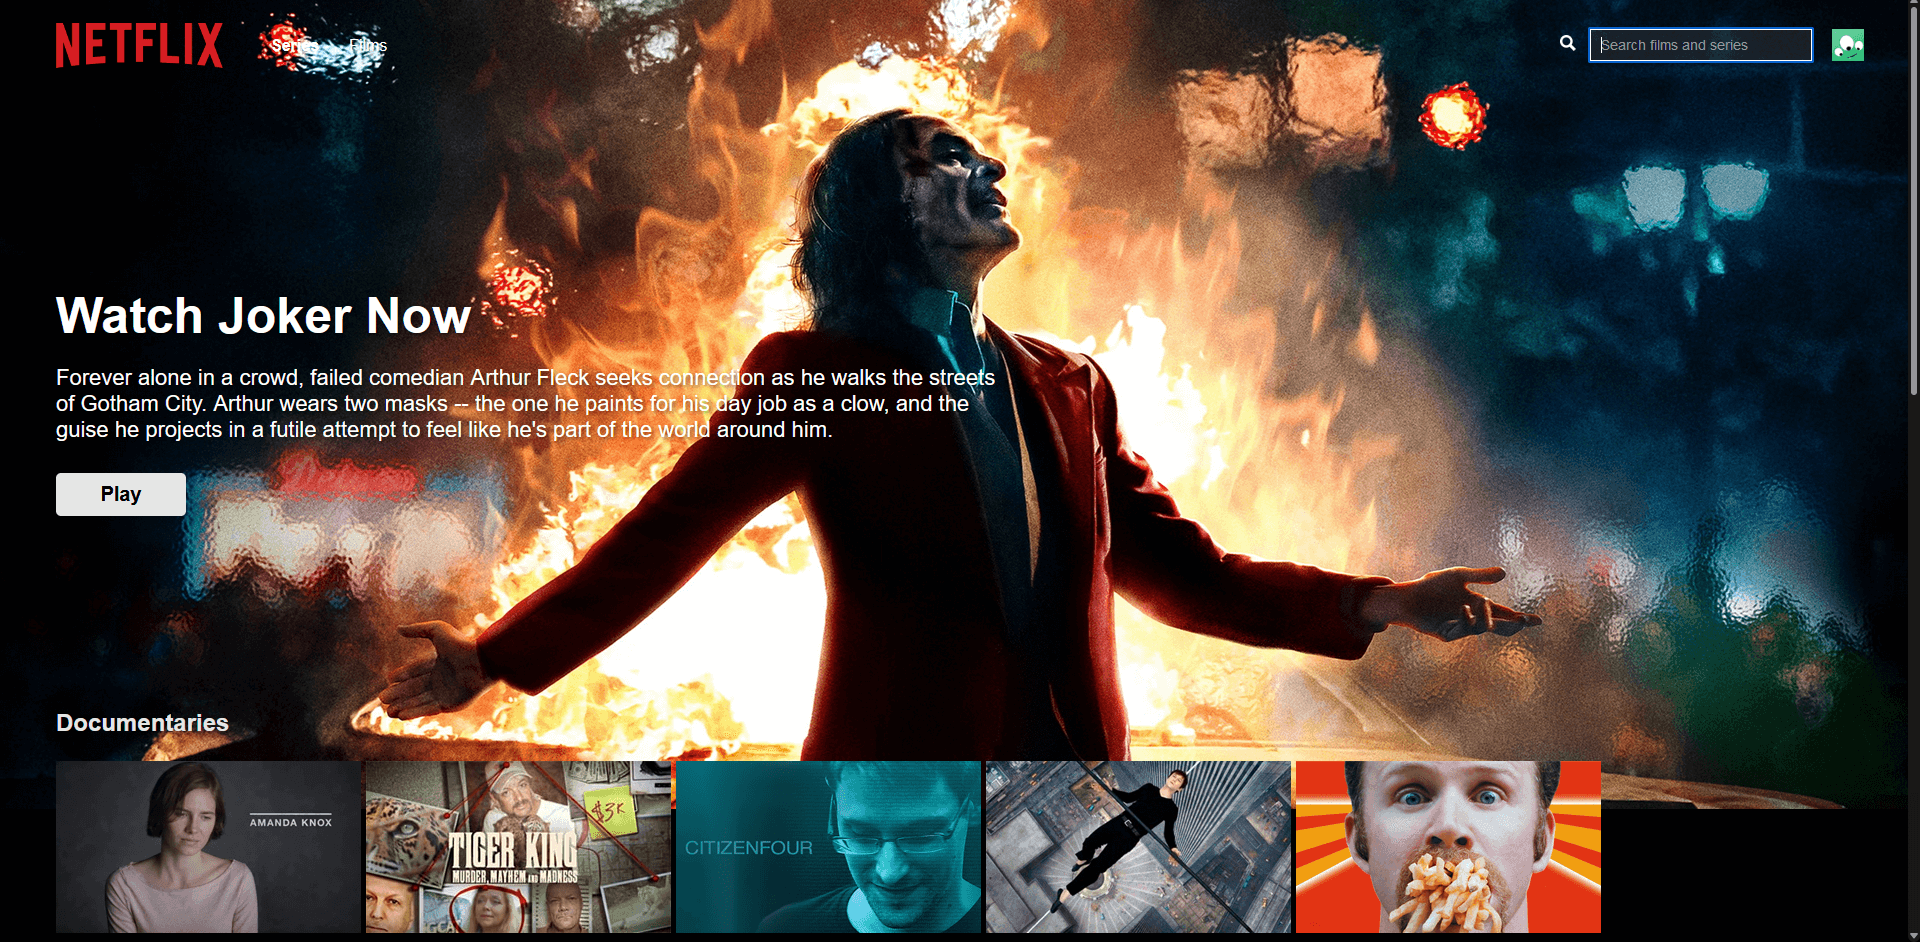 NETFLIX
Series
Films
Search films and series
Watch Joker Now
Forever alone in a crowd, failed comedian Arthur Fleck seeks connection as he walks the streets
of Gotham City. Arthur wears two masks -- the one he paints for his day job as a clow, and the
guise he projects in a futile attempt to feel like he's part of the world around him.
Play
Documentaries
AMANDA KNOX
$3K
TIGER KING
MURDER, MAYHEM AND MADNESS
CITIZENFOUR